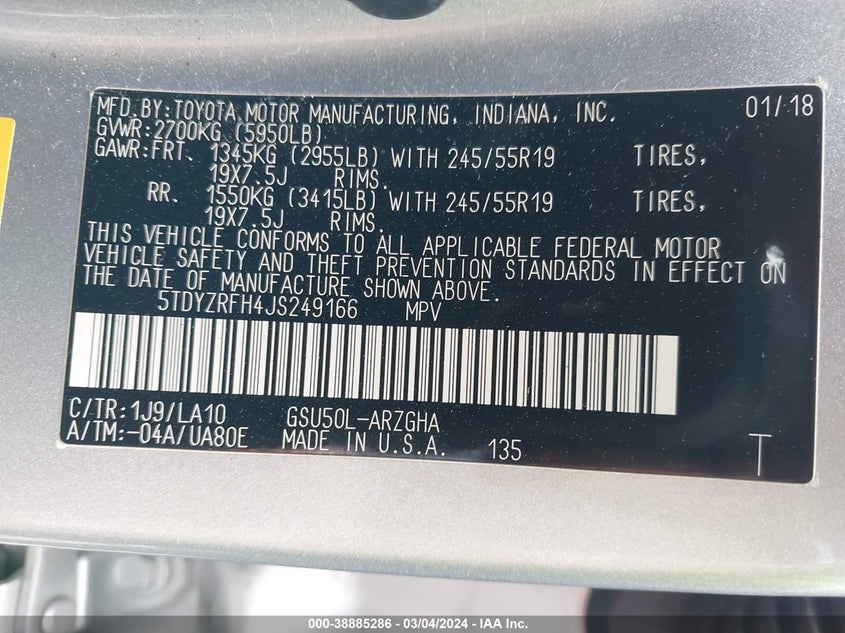 MFD.BY:TOYOTA MOTOR MANUFACTURING, INDIANA, INC. 01/18
GVWR:2700KG (5950LB)
GAWR:FRT. 1345KG (2955LB) WITH 245/55R19 TIRES,
19X7.5J RIMS.
RR. 1550KG (3415LB) WITH 245/55R19 TIRES,
19X7.5J RIMS.
THIS VEHICLE CONFORMS TO ALL APPLICABLE FEDERAL MOTOR
VEHICLE SAFETY AND THEFT PREVENTION STANDARDS IN EFFECT ON
THE DATE OF MANUFACTURE SHOWN ABOVE.
5TDYZRFH4JS249166 MPV
C/TR:1J9/LA10 GSU50L-ARZGHA
A/TM:-04A/UA80E MADE IN U.S.A. 135 T
000-38885286 - 03/04/2024 - IAA Inc.